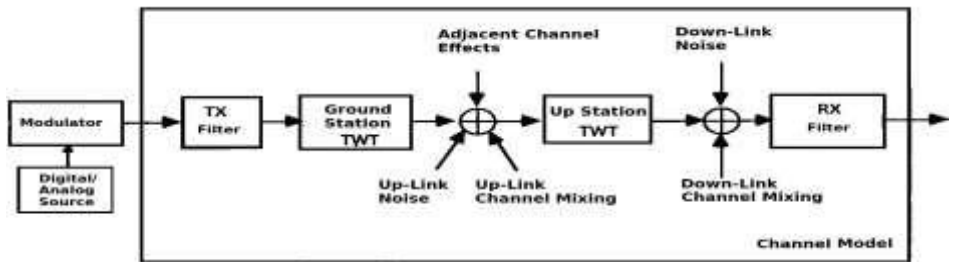 Adjacent Channel
Effects
Down-Link
Noise
Modulator
TX
Filter
Ground
Station
TWT
Up Station
TWT
RX
Filter
Digital/
Analog
Source
Up-Link
Noise
Up-Link
Channel Mixing
Down-Link
Channel Mixing
Channel Model